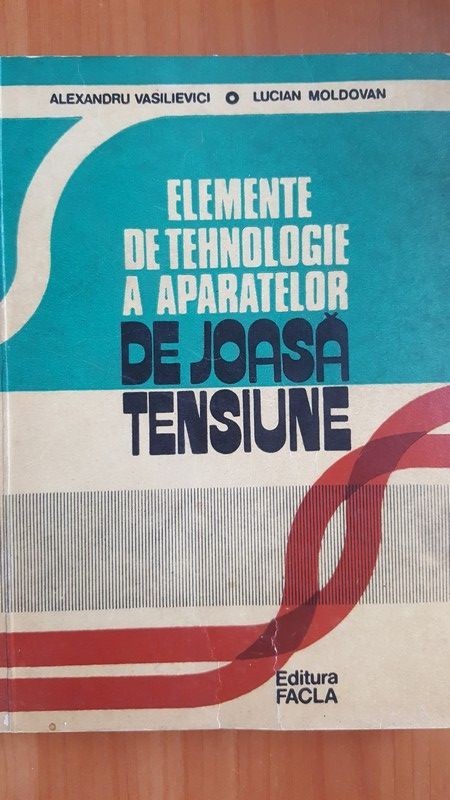 ALEXANDRU VASILIEVICI LUCIAN MOLDOVAN
ELEMENTE
DE TEHNOLOGIE
A APARATELOR
DE JOASĂ
TENSIUNE
Editura
FACLA